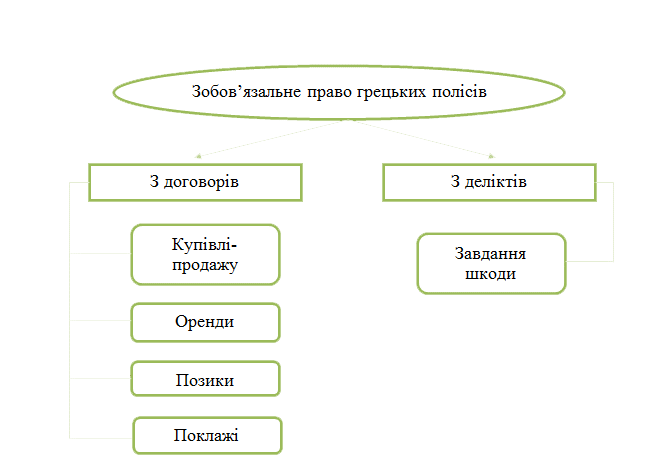 Зобов’язальне право грецьких полісів
З договорів
З деліктів
Купівлі-
продажу
Завдання
шкоди
Оренди
Позики
Поклажі